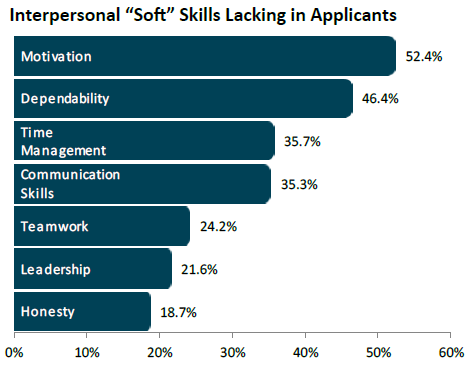 Interpersonal “Soft” Skills Lacking in Applicants
Motivation 52.4%
Dependability 46.4%
Time
Management 35.7%
Communication
Skills 35.3%
Teamwork 24.2%
Leadership 21.6%
Honesty 18.7%
0% 10% 20% 30% 40% 50% 60%